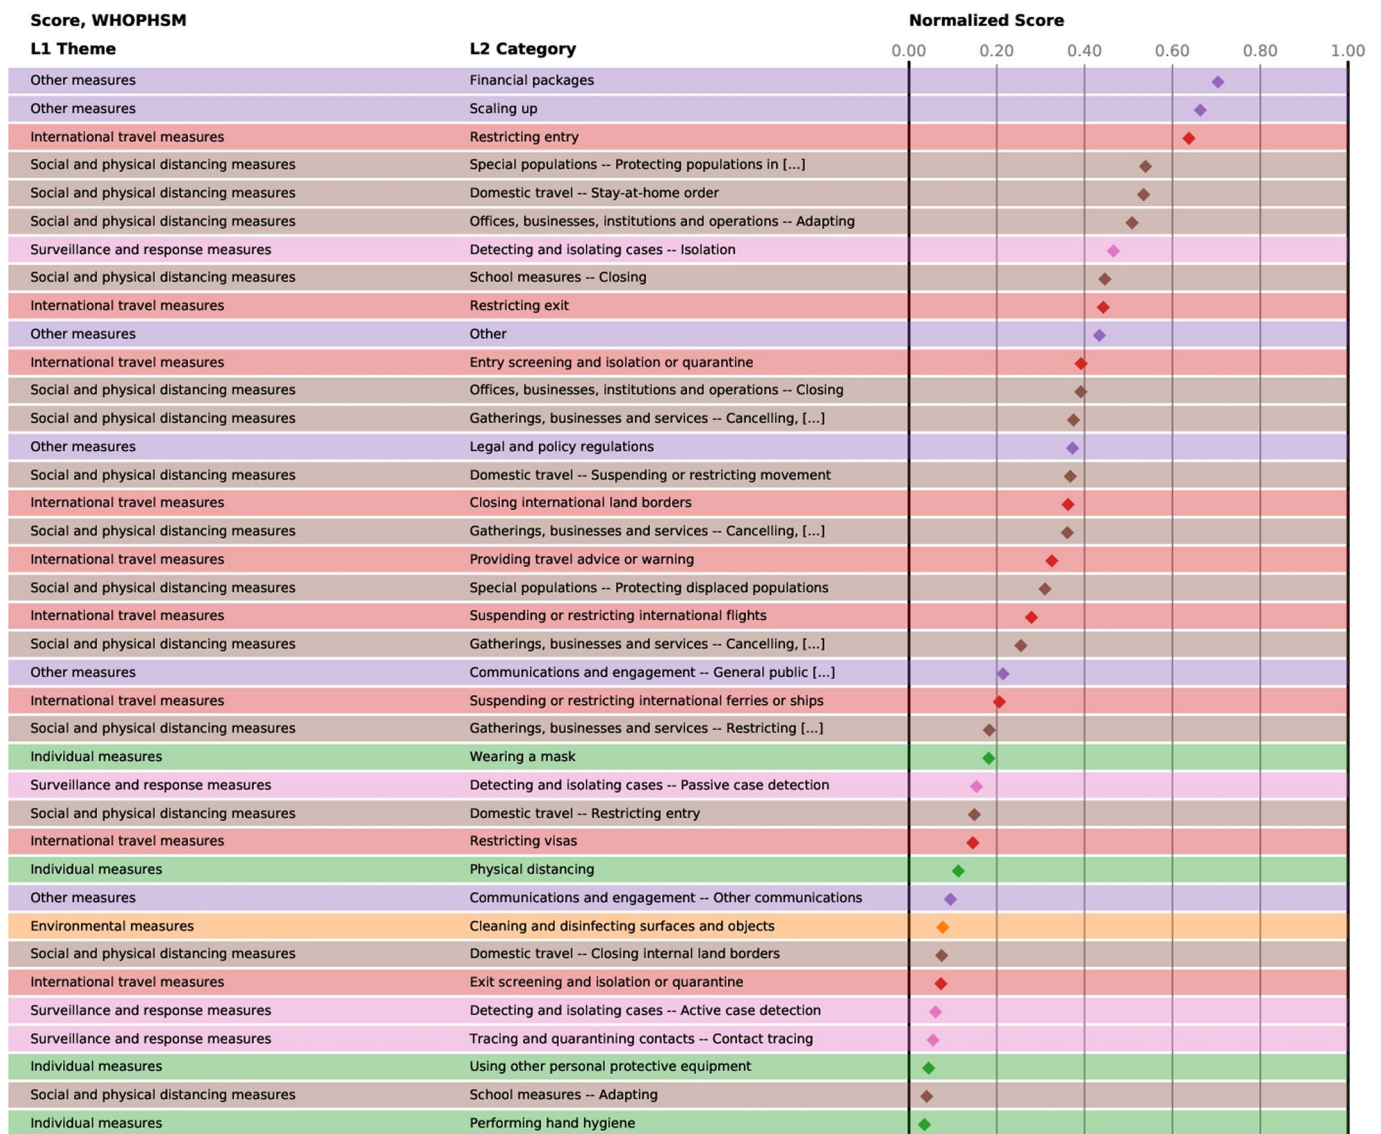 Score, WHOPHSM Normalized Score
L1 Theme L2 Category 0.00 0.20 0.40 0.60 0.80 1.00
Other measures Financial packages
Other measures Scaling up
International travel measures Restricting entry
Social and physical distancing measures Special populations -- Protecting populations in [...]
Social and physical distancing measures Domestic travel -- Stay-at-home order
Social and physical distancing measures Offices, businesses, institutions and operations -- Adapting
Surveillance and response measures Detecting and isolating cases -- Isolation
Social and physical distancing measures School measures -- Closing
International travel measures Restricting exit
Other measures Other
International travel measures Entry screening and isolation or quarantine
Social and physical distancing measures Offices, businesses, institutions and operations -- Closing
Social and physical distancing measures Gatherings, businesses and services -- Cancelling, [...]
Other measures Legal and policy regulations
Social and physical distancing measures Domestic travel -- Suspending or restricting movement
International travel measures Closing international land borders
Social and physical distancing measures Gatherings, businesses and services -- Cancelling, [...]
International travel measures Providing travel advice or warning
Social and physical distancing measures Special populations -- Protecting displaced populations
International travel measures Suspending or restricting international flights
Social and physical distancing measures Gatherings, businesses and services -- Cancelling, [...]
Other measures Communications and engagement -- General public [...]
International travel measures Suspending or restricting international ferries or ships
Social and physical distancing measures Gatherings, businesses and services -- Restricting [...]
Individual measures Wearing a mask
Surveillance and response measures Detecting and isolating cases -- Passive case detection
Social and physical distancing measures Domestic travel -- Restricting entry
International travel measures Restricting visas
Individual measures Physical distancing
Other measures Communications and engagement -- Other communications
Environmental measures Cleaning and disinfecting surfaces and objects
Social and physical distancing measures Domestic travel -- Closing internal land borders
International travel measures Exit screening and isolation or quarantine
Surveillance and response measures Detecting and isolating cases -- Active case detection
Surveillance and response measures Tracing and quarantining contacts -- Contact tracing
Individual measures Using other personal protective equipment
Social and physical distancing measures School measures -- Adapting
Individual measures Performing hand hygiene